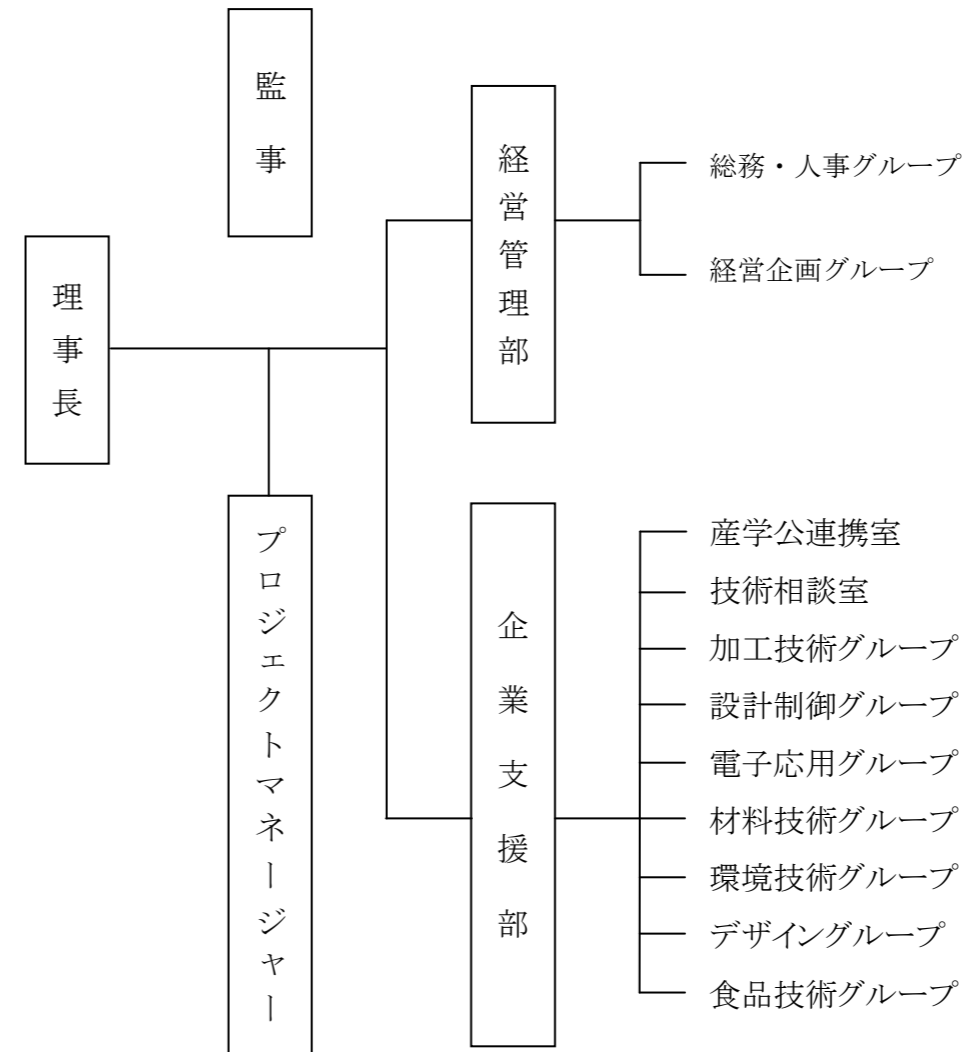 監事
理事長
プロジェクトマネージャー
経営管理部
総務・人事グループ
経営企画グループ
企業支援部
産学公連携室
技術相談室
加工技術グループ
設計制御グループ
電子応用グループ
材料技術グループ
環境技術グループ
デザイングループ
食品技術グループ